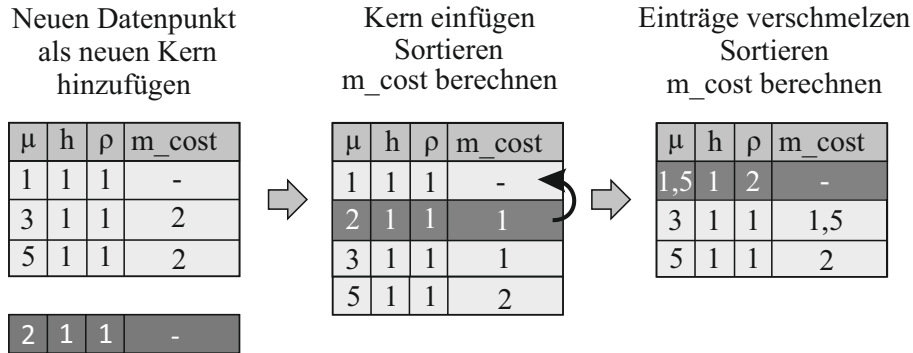 Neuen Datenpunkt
als neuen Kern
hinzufügen
μ h ρ m_cost
1 1 1 -
3 1 1 2
5 1 1 2
2 1 1 -
Kern einfügen
Sortieren
m_cost berechnen
μ h ρ m_cost
1 1 1 -
2 1 1 1
3 1 1 1
5 1 1 2
Einträge verschmelzen
Sortieren
m_cost berechnen
μ h ρ m_cost
1,5 1 2 -
3 1 1 1,5
5 1 1 2